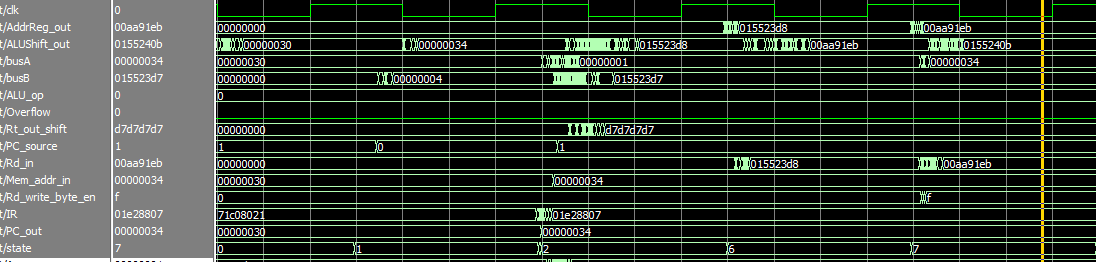 t/clk 0
t/AddrReg_out 00aa91eb 00000000 015523d8 00aa91eb
t/ALUShift_out 0155240b 00000030 00000034 015523d8 00aa91eb 0155240b
t/busA 00000034 00000030 00000001 00000034
t/busB 015523d7 00000000 00000004 015523d7
t/ALU_op 0 0
t/Overflow 0
t/Rt_out_shift d7d7d7d7 00000000 d7d7d7d7
t/PC_source 1 1 0 1
t/Rd_in 00aa91eb 00000000 015523d8 00aa91eb
t/Mem_addr_in 00000034 00000030 00000034
t/Rd_write_byte_en f 0 f
t/IR 01e28807 71c08021 01e28807
t/PC_out 00000034 00000030 00000034
t/state 7 0 1 2 6 7